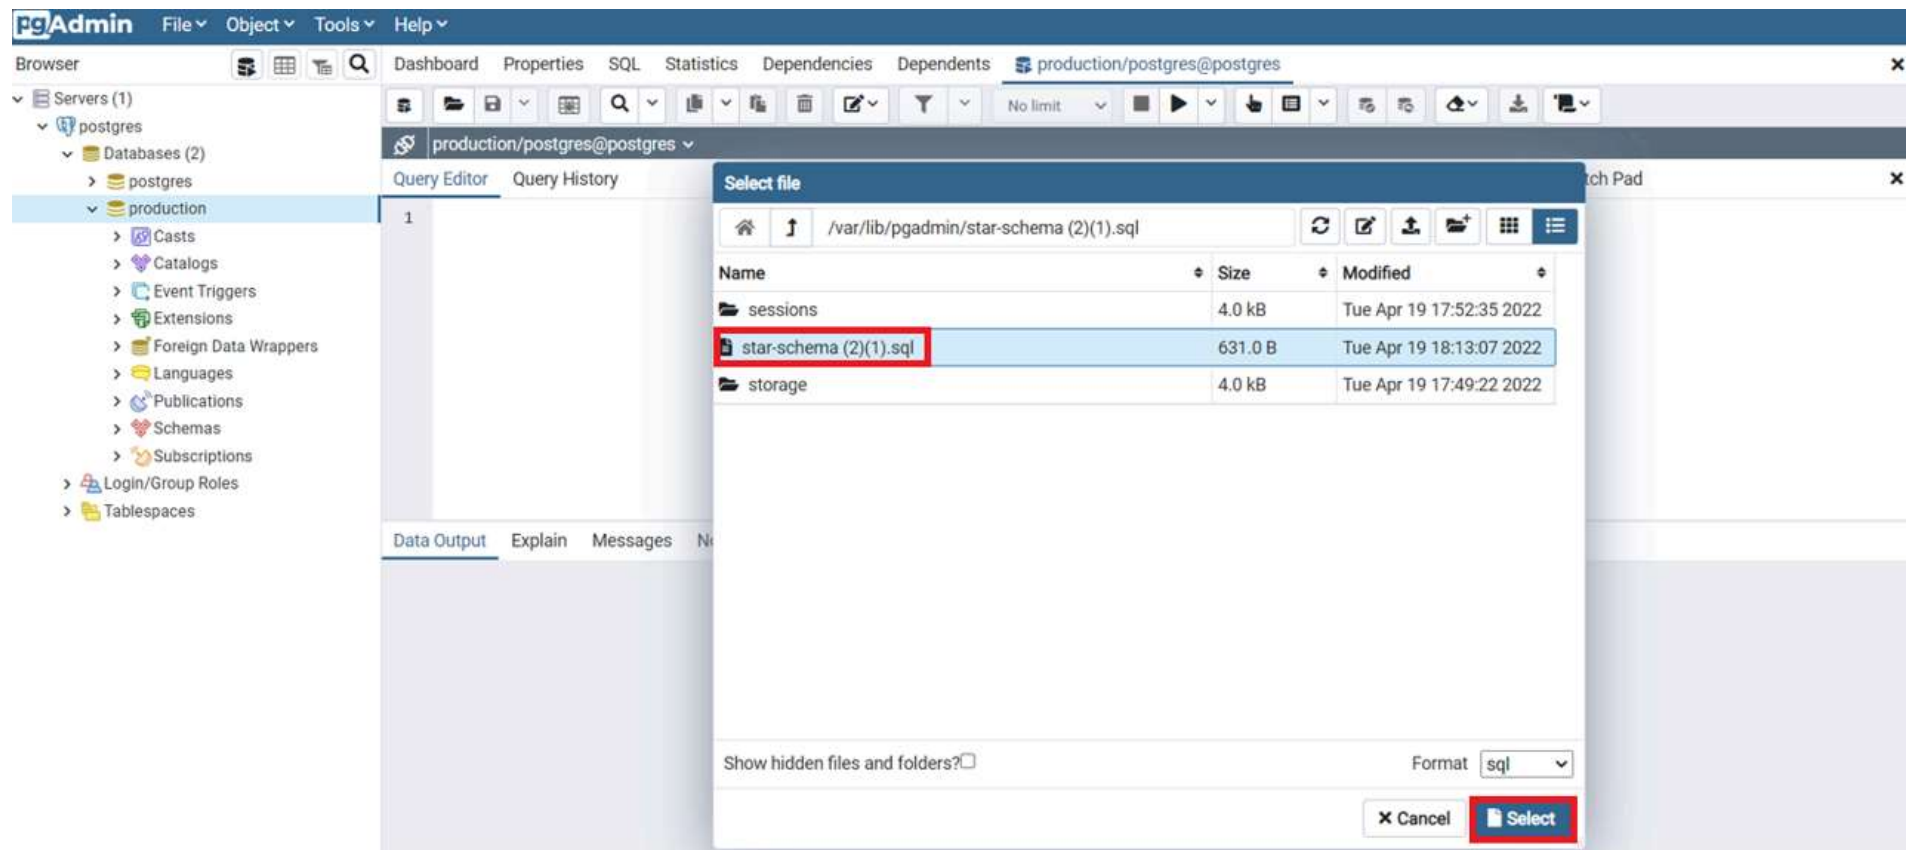 pgAdmin File Object Tools Help
Browser
Dashboard Properties SQL Statistics Dependencies Dependents production/postgres@postgres
No limit
production/postgres@postgres
Servers (1)
postgres
Databases (2)
postgres
production
Casts
Catalogs
Event Triggers
Extensions
Foreign Data Wrappers
Languages
Publications
Schemas
Subscriptions
Login/Group Roles
Tablespaces
Query Editor Query History
tch Pad
1
Select file
/var/lib/pgadmin/star-schema (2)(1).sql
Name Size Modified
sessions 4.0 kB Tue Apr 19 17:52:35 2022
star-schema (2)(1).sql 631.0 B Tue Apr 19 18:13:07 2022
storage 4.0 kB Tue Apr 19 17:49:22 2022
Show hidden files and folders? Format sql
Cancel Select
Data Output Explain Messages